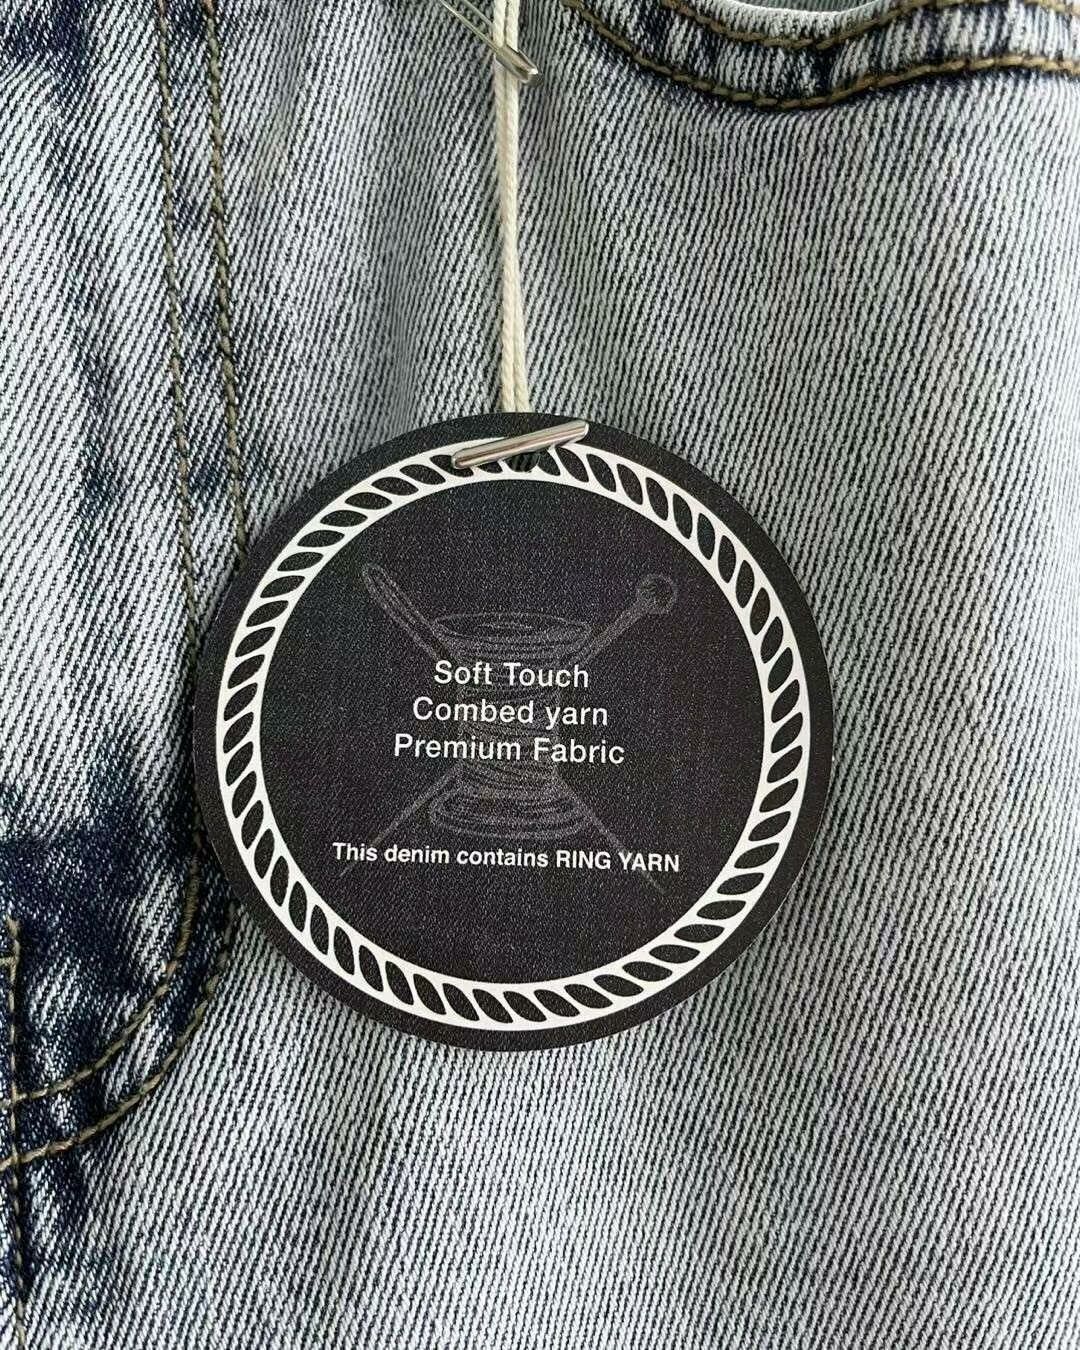 Soft Touch
Combed yarn
Premium Fabric
This denim contains RING YARN